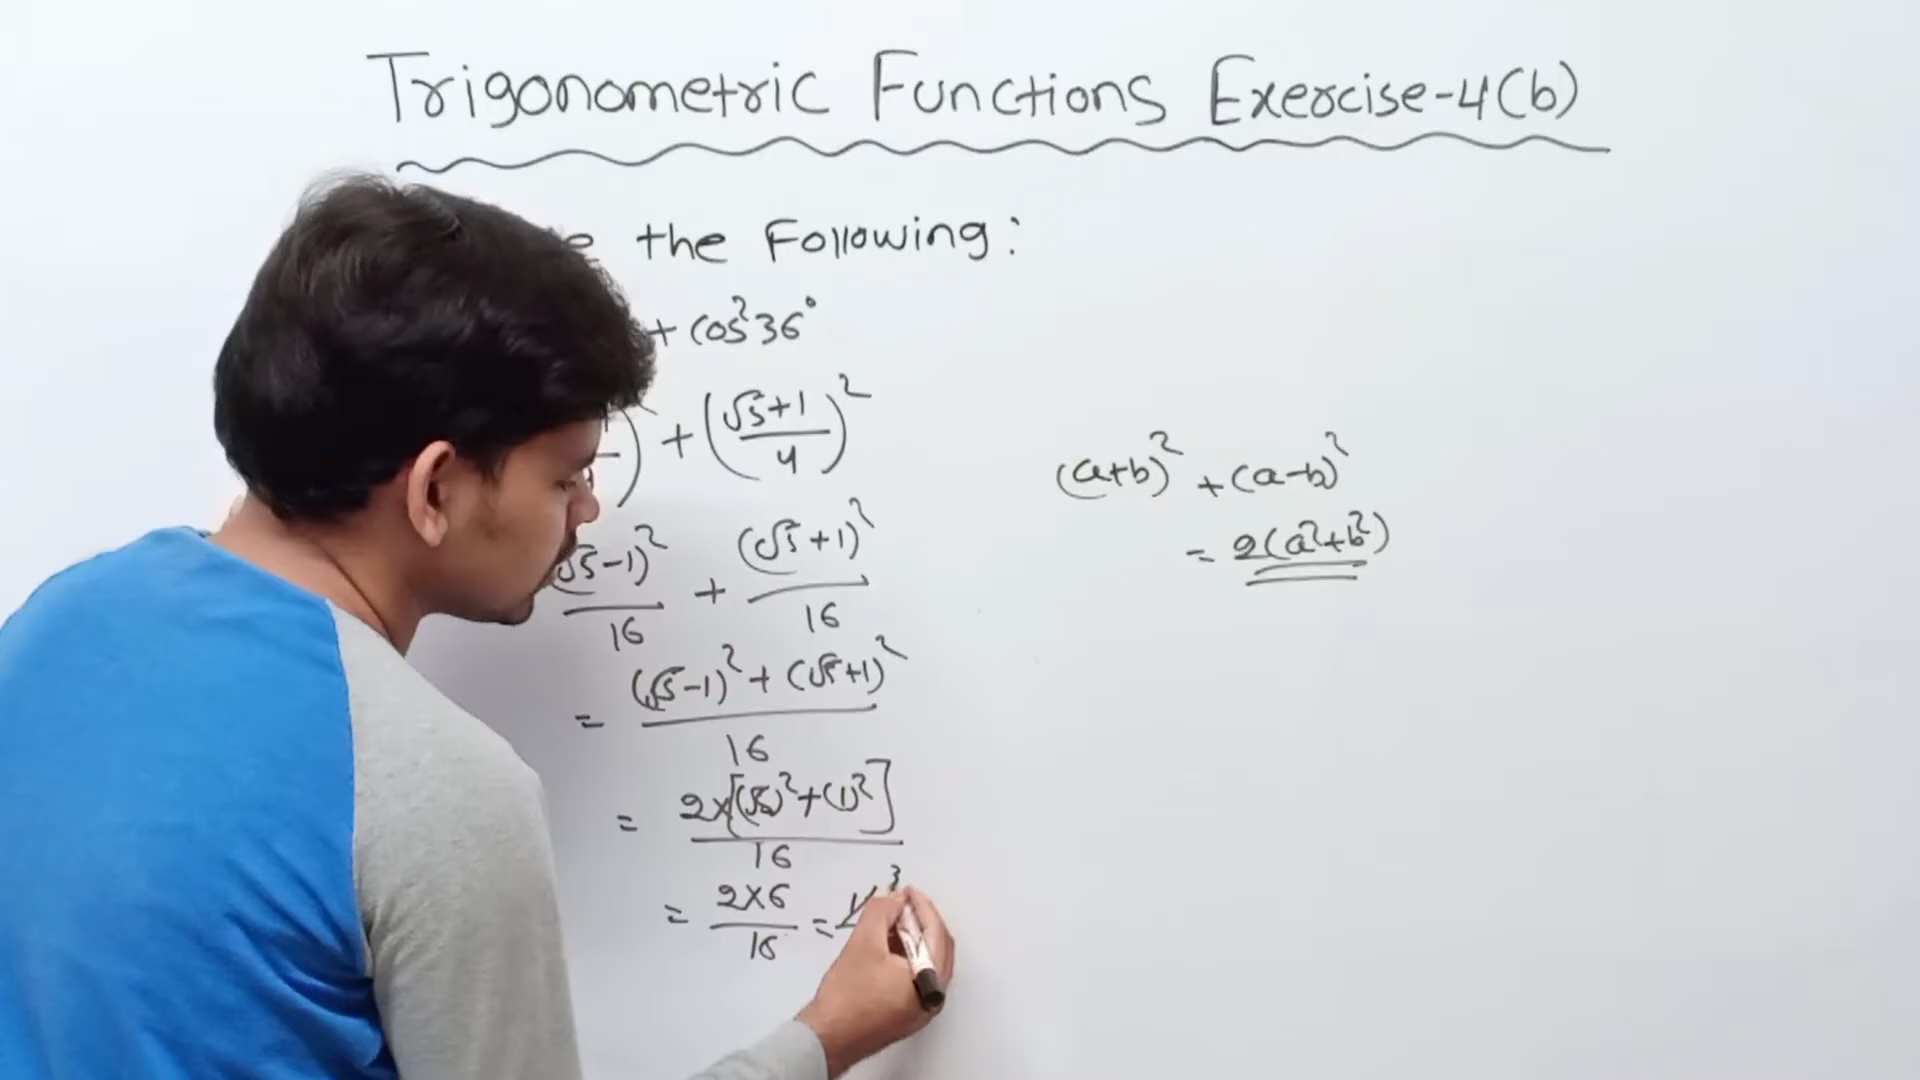 Trigonometric Functions Exercise-4(b)
the Following:
+ cos²36°
) + (√5+1/4)²
(a+b)² + (a-b)²
= 2(a²+b²)
√5-1)²/16 + (√5+1)²/16
= (√5-1)² + (√5+1)²/16
= 2×[(√5)²+(1)²]/16
= 2×6/16 =
3